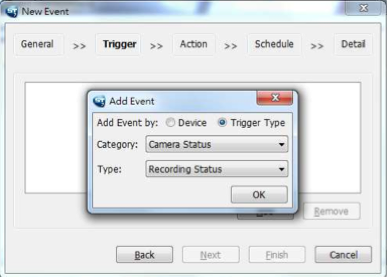 New Event
General >> Trigger >> Action >> Schedule >> Detail
Add Event
Add Event by: Device Trigger Type
Category: Camera Status
Type: Recording Status
OK
Remove
Back Next Finish Cancel